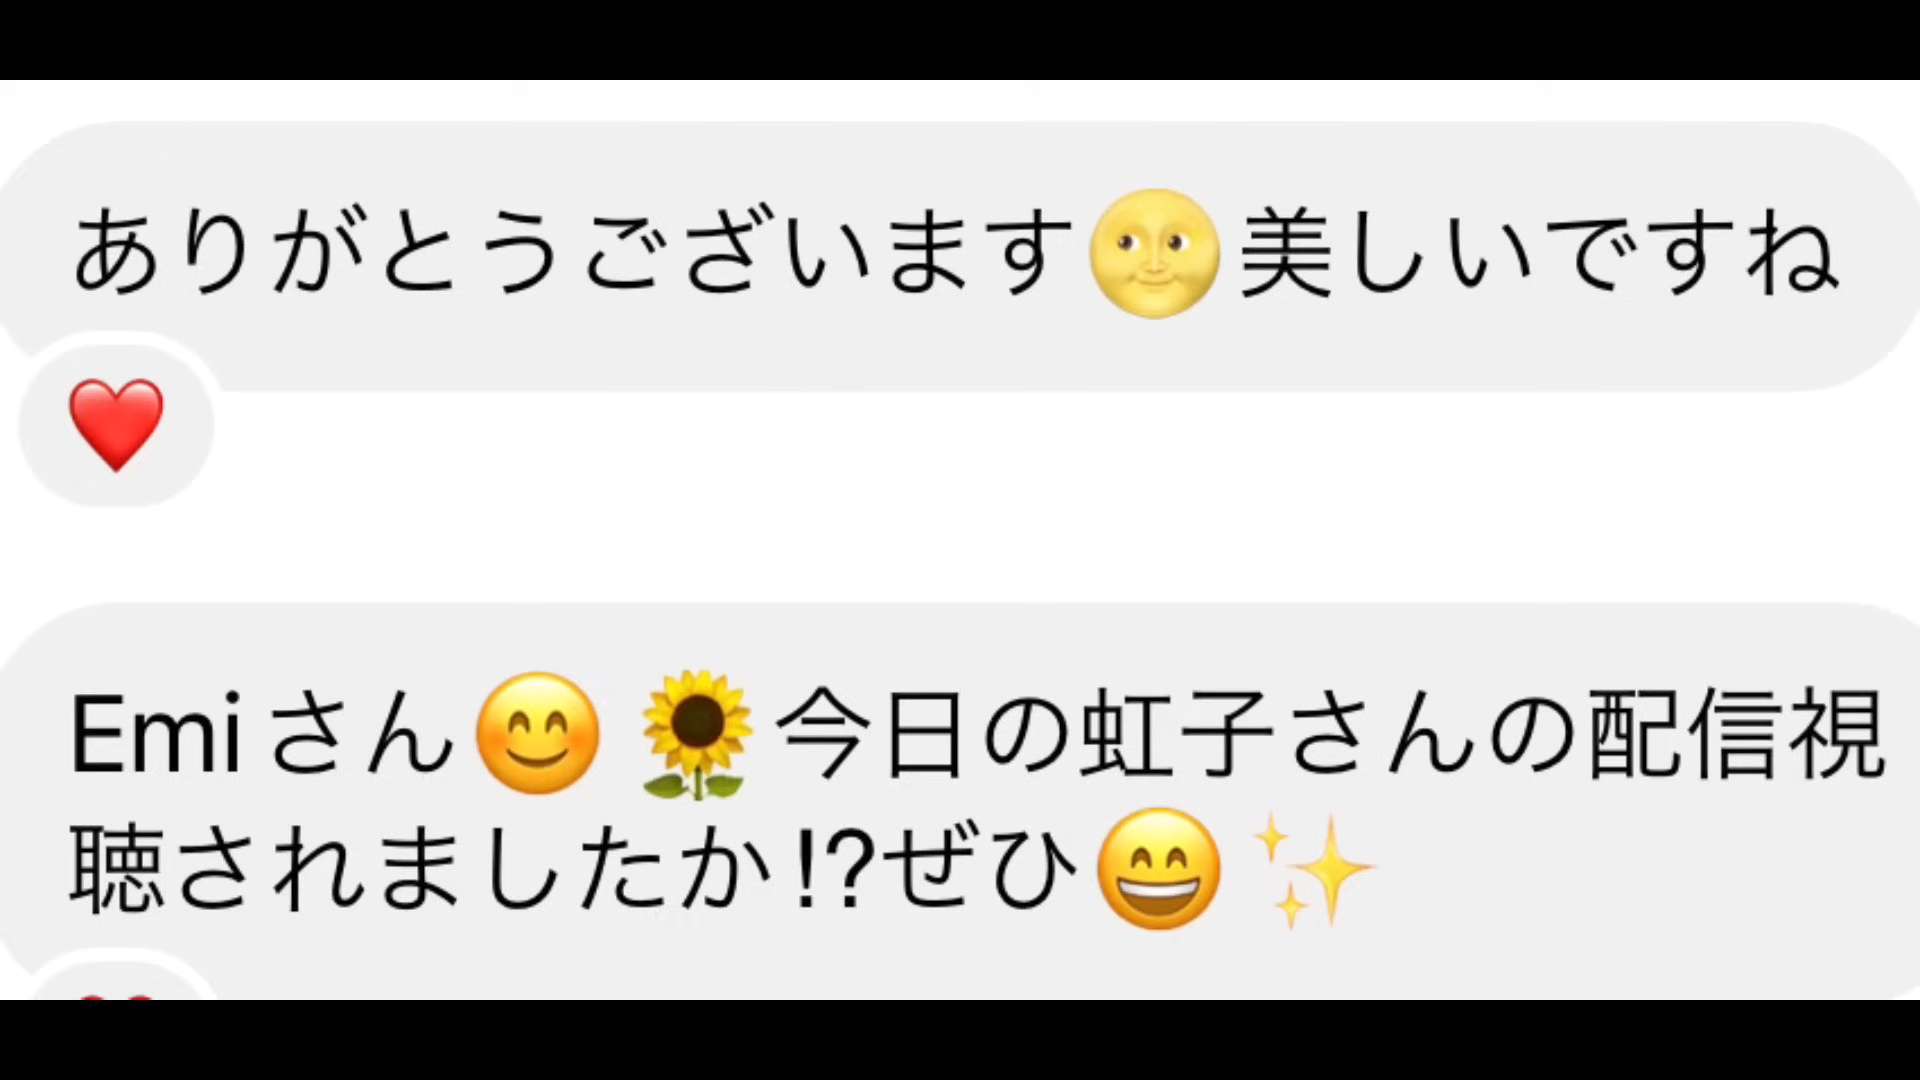 ありがとうございます🌝美しいですね
❤️
Emiさん😊🌻今日の虹子さんの配信視
聴されましたか⁉️ぜひ😄✨